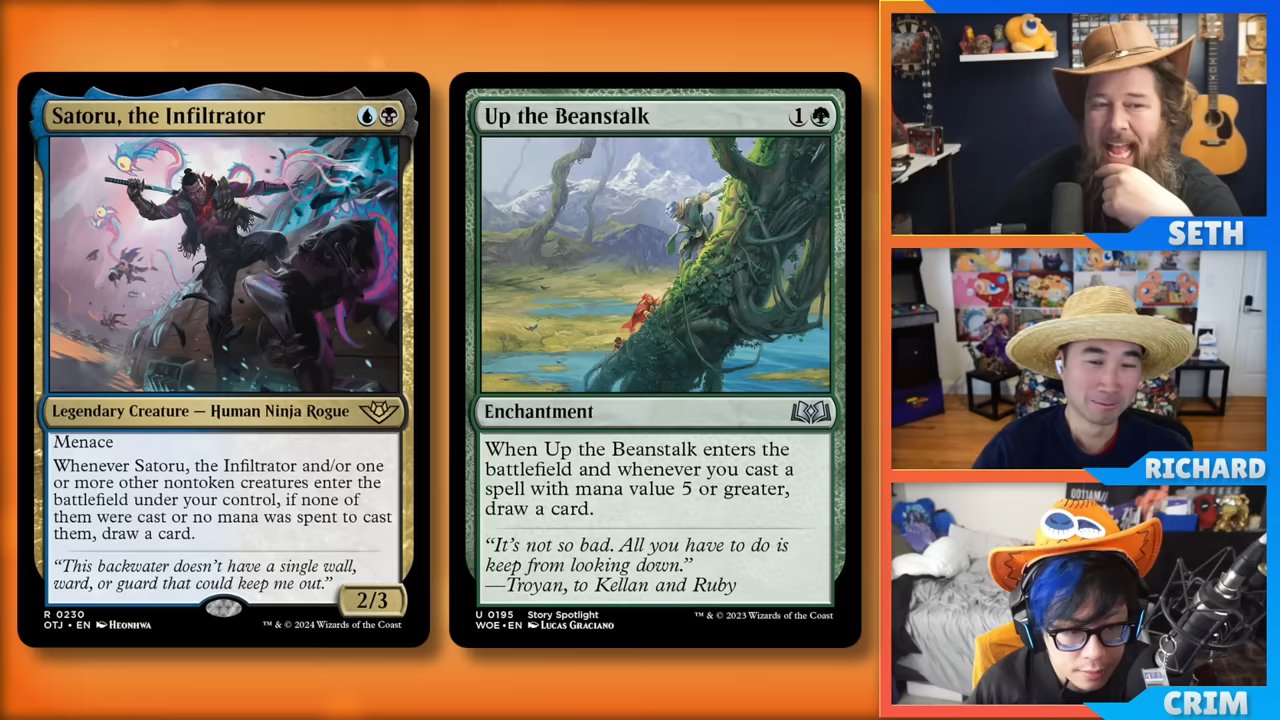 Satoru, the Infiltrator
Legendary Creature — Human Ninja Rogue
Menace
Whenever Satoru, the Infiltrator and/or one
or more other nontoken creatures enter the
battlefield under your control, if none of
them were cast or no mana was spent to cast
them, draw a card.
“This backwater doesn’t have a single wall,
ward, or guard that could keep me out.”
2/3
R 0230
OTJ • EN Heonhwa
™ & © 2024 Wizards of the Coast
Up the Beanstalk
1
Enchantment
When Up the Beanstalk enters the
battlefield and whenever you cast a
spell with mana value 5 or greater,
draw a card.
“It’s not so bad. All you have to do is
keep from looking down.”
—Troyan, to Kellan and Ruby
U 0195 Story Spotlight
WOE • EN Lucas Graciano
™ & © 2023 Wizards of the Coast
SETH
RICHARD
CRIM